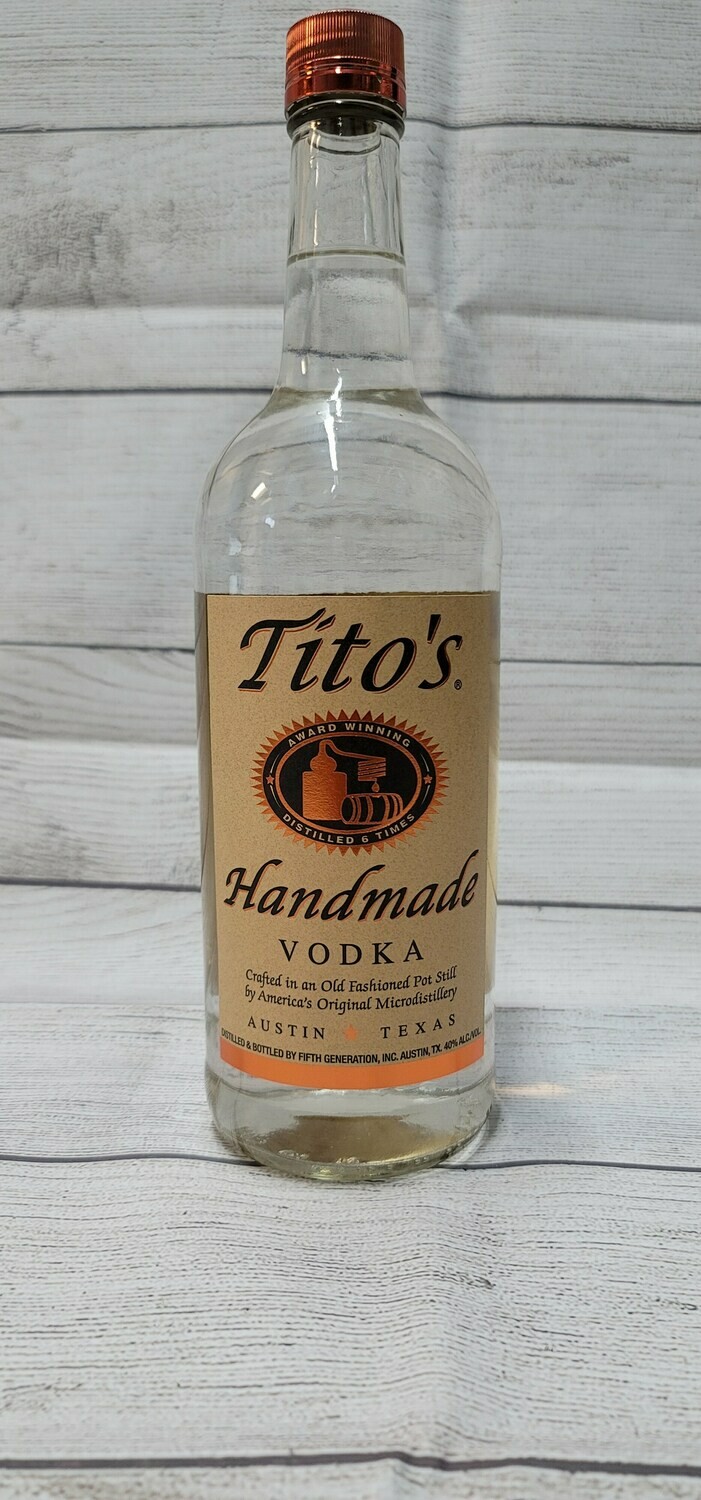 Tito's®
AWARD WINNING
DISTILLED 6 TIMES
Handmade
VODKA
Crafted in an Old Fashioned Pot Still
by America's Original Microdistillery
AUSTIN ★ TEXAS
DISTILLED & BOTTLED BY FIFTH GENERATION, INC. AUSTIN, TX. 40% ALC./VOL.